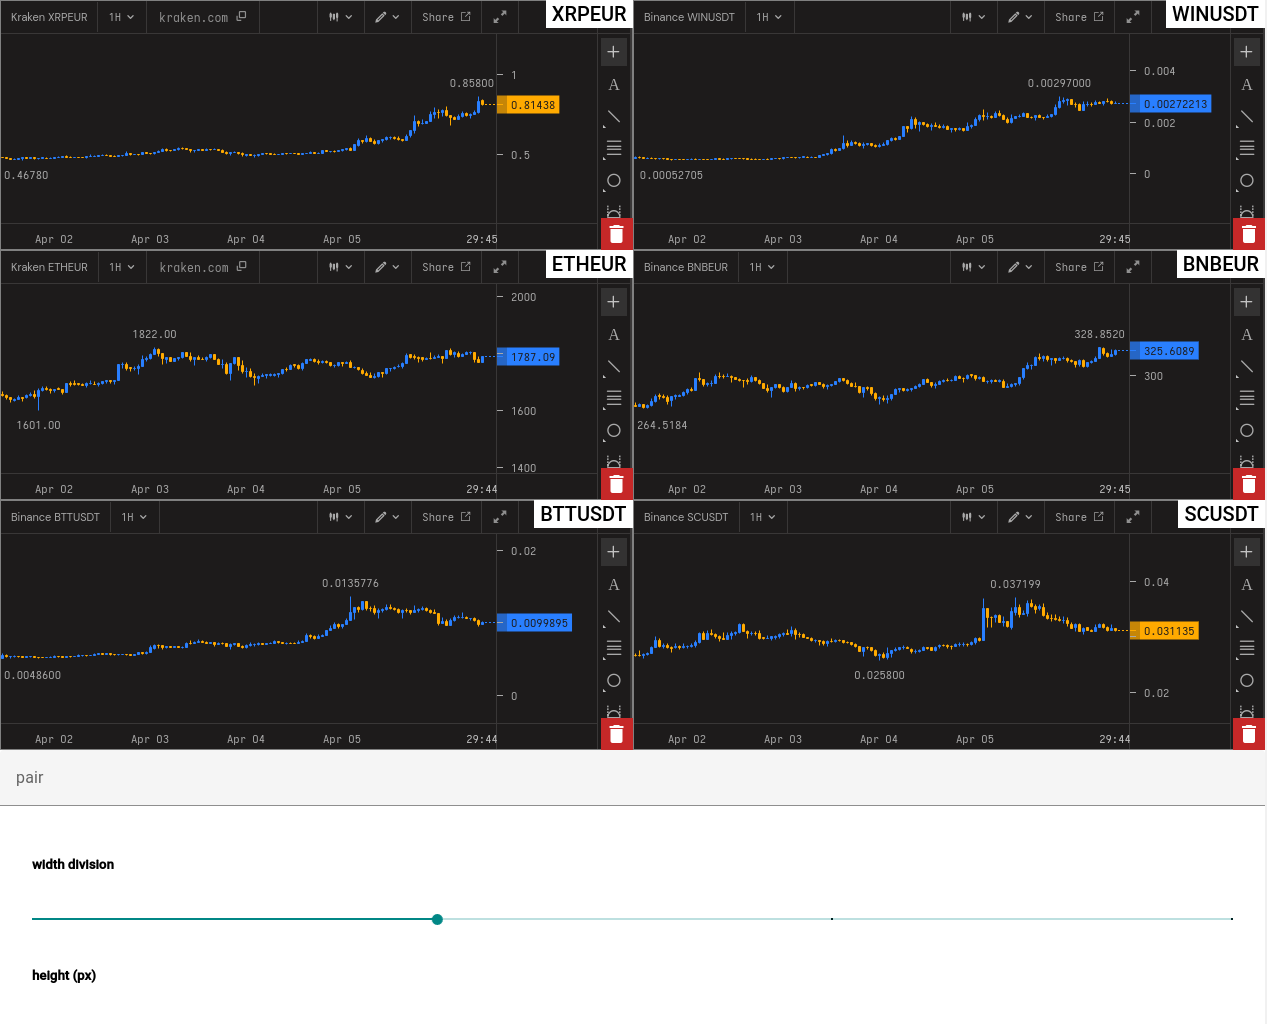 Kraken XRPEUR 1H kraken.com Share XRPEUR
1
0.85800
0.81438
0.5
0.46780
A
Apr 02 Apr 03 Apr 04 Apr 05 29:45
Binance WINUSDT 1H Share WINUSDT
0.004
0.00297000
0.00272213
0.002
0
0.00052705
A
Apr 02 Apr 03 Apr 04 Apr 05 29:45
Kraken ETHEUR 1H kraken.com Share ETHEUR
2000
1822.00
1787.09
1600
1601.00
1400
A
Apr 02 Apr 03 Apr 04 Apr 05 29:44
Binance BNBEUR 1H Share BNBEUR
328.8520
325.6089
300
264.5184
A
Apr 02 Apr 03 Apr 04 Apr 05 29:45
Binance BTTUSDT 1H Share BTTUSDT
0.02
0.0135776
0.0099895
0.0048600
0
A
Apr 02 Apr 03 Apr 04 Apr 05 29:44
Binance SCUSDT 1H Share SCUSDT
0.04
0.037199
0.031135
0.025800
0.02
A
Apr 02 Apr 03 Apr 04 Apr 05 29:44
pair
width division
height (px)